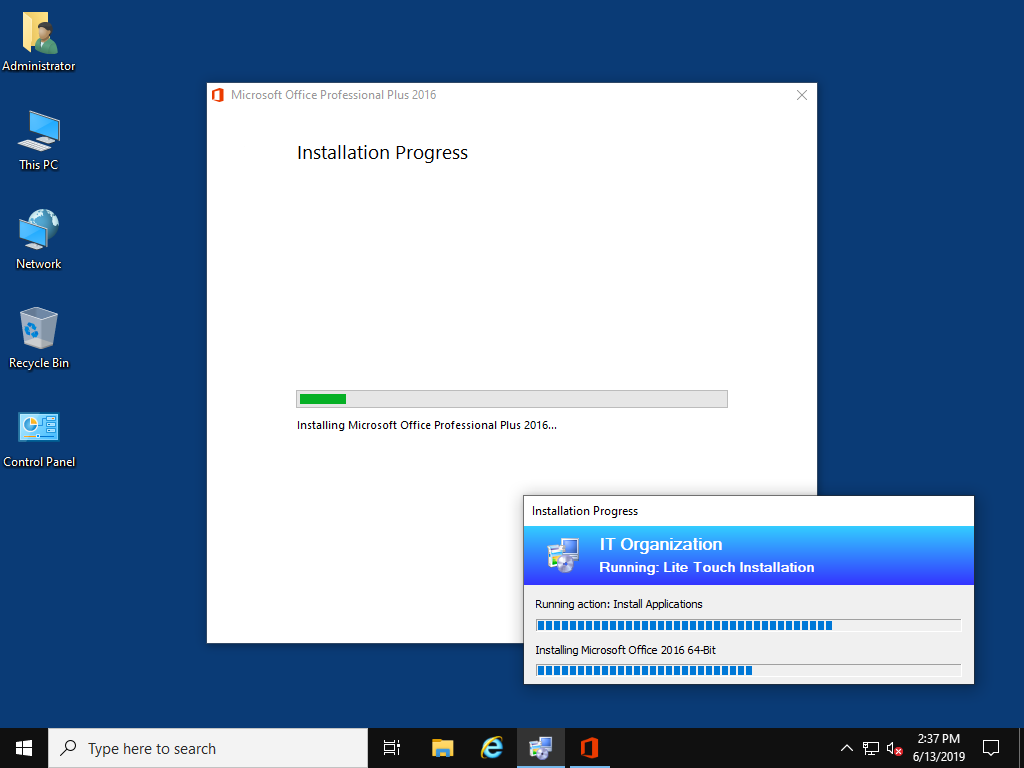 Administrator
This PC
Network
Recycle Bin
Control Panel
Microsoft Office Professional Plus 2016
Installation Progress
Installing Microsoft Office Professional Plus 2016...
Installation Progress
IT Organization
Running: Lite Touch Installation
Running action: Install Applications
Installing Microsoft Office 2016 64-Bit
Type here to search
2:37 PM
6/13/2019